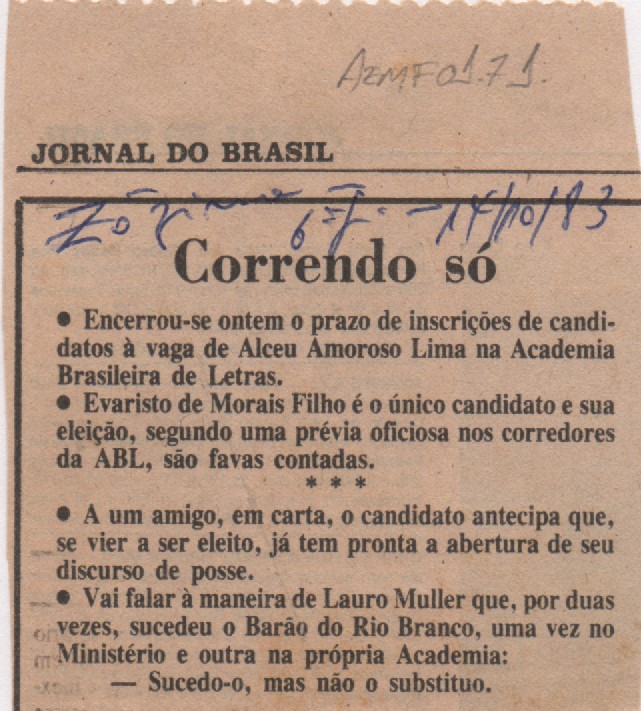 AEMF01.71.
JORNAL DO BRASIL
Zózimo 6ª f. - 14/10/83
Correndo só
● Encerrou-se ontem o prazo de inscrições de candi-
datos à vaga de Alceu Amoroso Lima na Academia
Brasileira de Letras.
● Evaristo de Morais Filho é o único candidato e sua
eleição, segundo uma prévia oficiosa nos corredores
da ABL, são favas contadas.
* * *
● A um amigo, em carta, o candidato antecipa que,
se vier a ser eleito, já tem pronta a abertura de seu
discurso de posse.
● Vai falar à maneira de Lauro Muller que, por duas
vezes, sucedeu o Barão do Rio Branco, uma vez no
Ministério e outra na própria Academia:
— Sucedo-o, mas não o substituo.